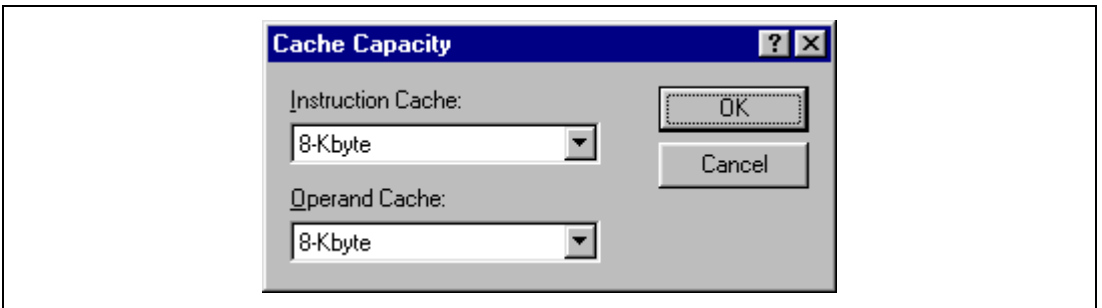 Cache Capacity
Instruction Cache:
8-Kbyte
Operand Cache:
8-Kbyte
OK
Cancel